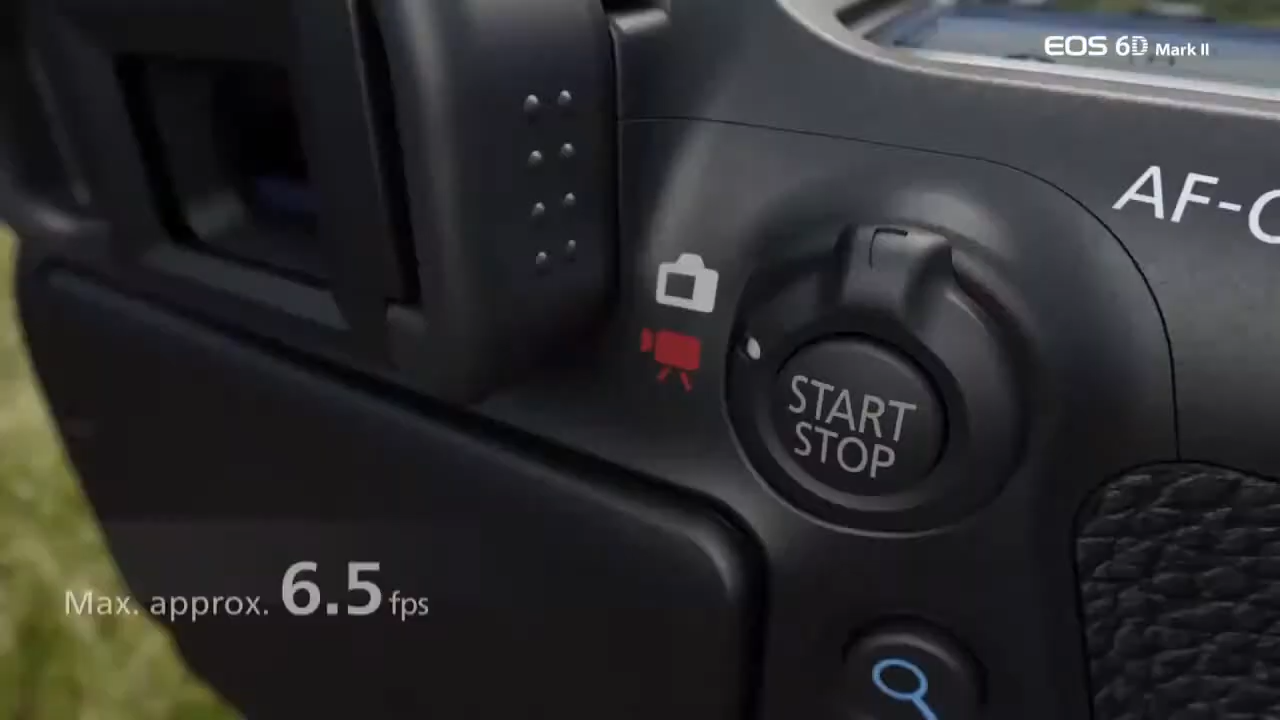 EOS 6D Mark II
AF-
START
STOP
Max. approx. 6.5 fps